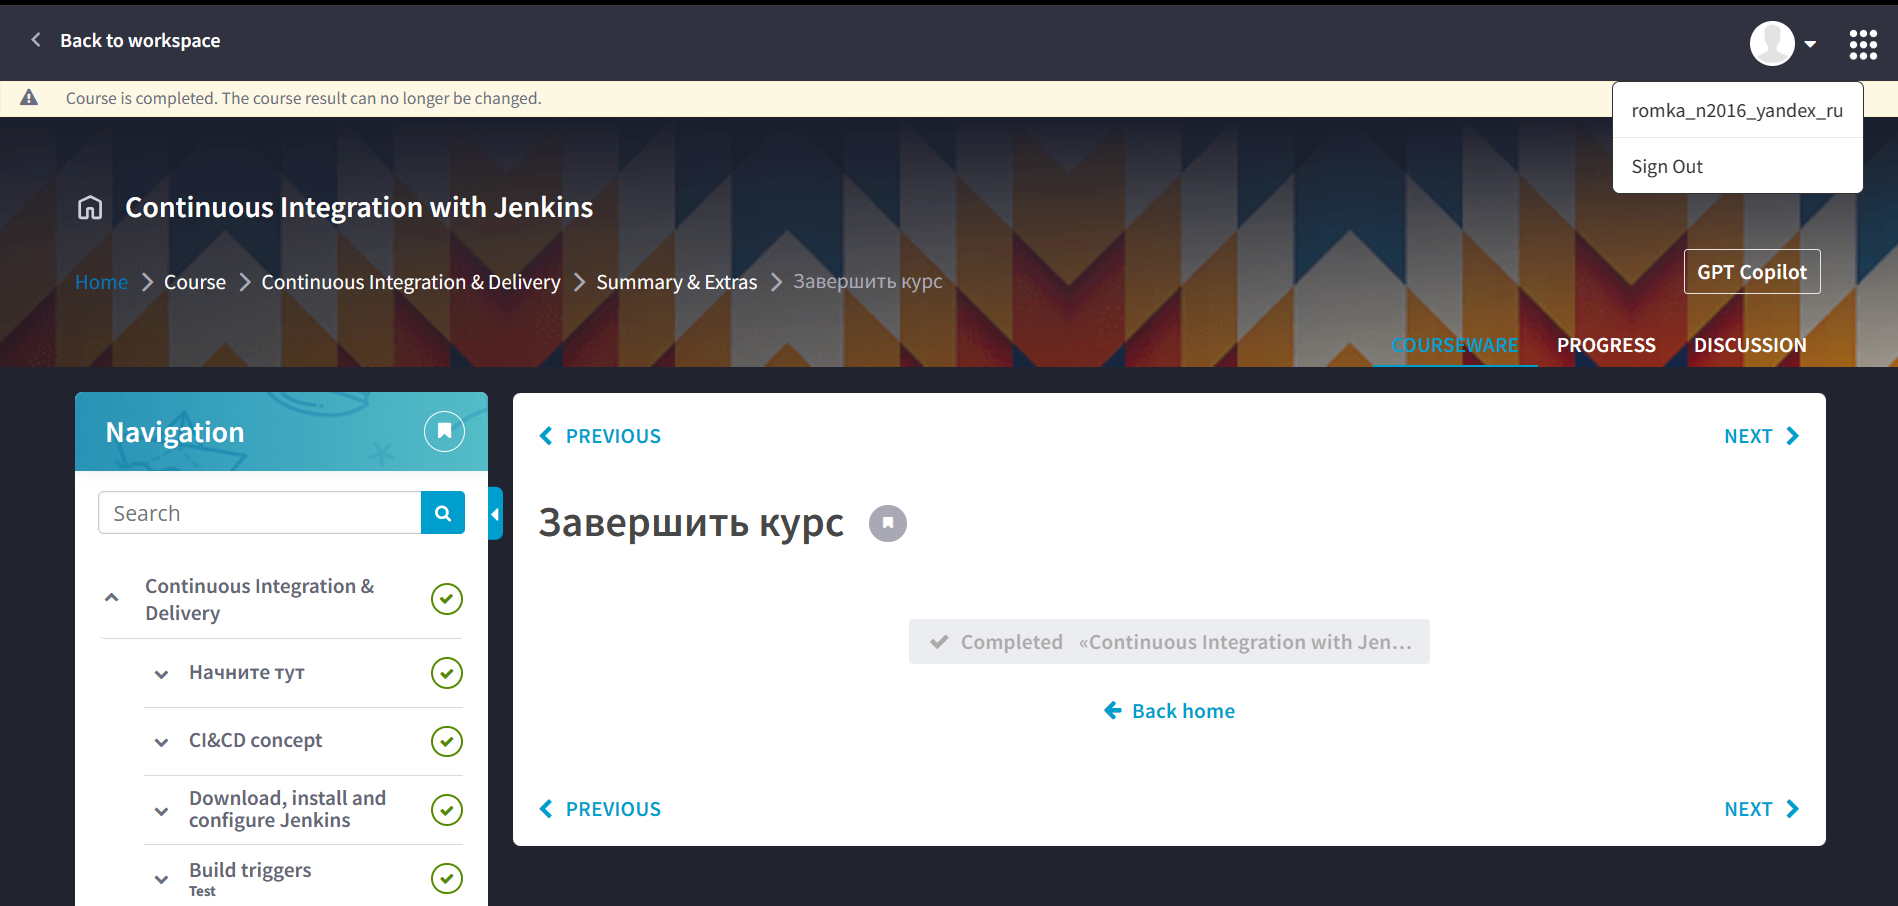 Back to workspace
Course is completed. The course result can no longer be changed.
romka_n2016_yandex_ru
Sign Out
Continuous Integration with Jenkins
Home Course Continuous Integration & Delivery Summary & Extras Завершить курс
GPT Copilot
COURSEWARE PROGRESS DISCUSSION
Navigation
Search
Continuous Integration &
Delivery
Начните тут
CI&CD concept
Download, install and
configure Jenkins
Build triggers
Test
PREVIOUS NEXT
Завершить курс
Completed «Continuous Integration with Jen...
Back home
PREVIOUS NEXT